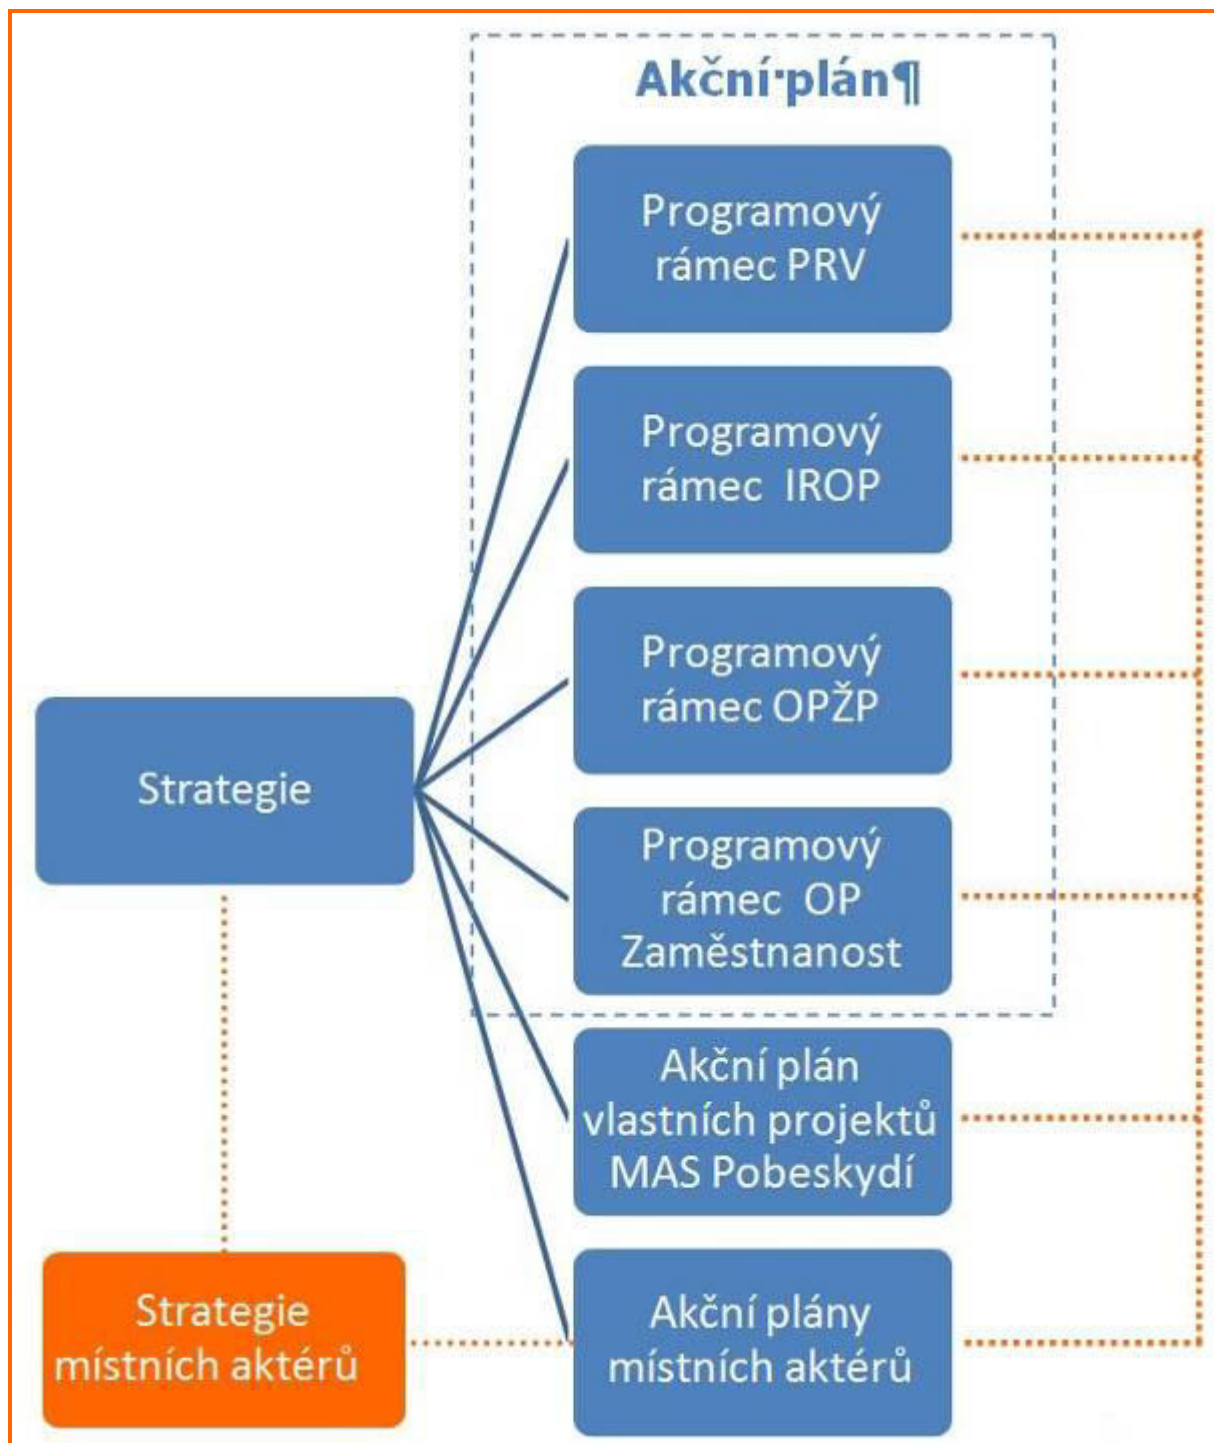 Akční·plán¶
Programový
rámec PRV
Programový
rámec  IROP
Programový
rámec OPŽP
Strategie
Programový
rámec  OP
Zaměstnanost
Akční plán
vlastních projektů
MAS Pobeskydí
Strategie
místních aktérů
Akční plány
místních aktérů